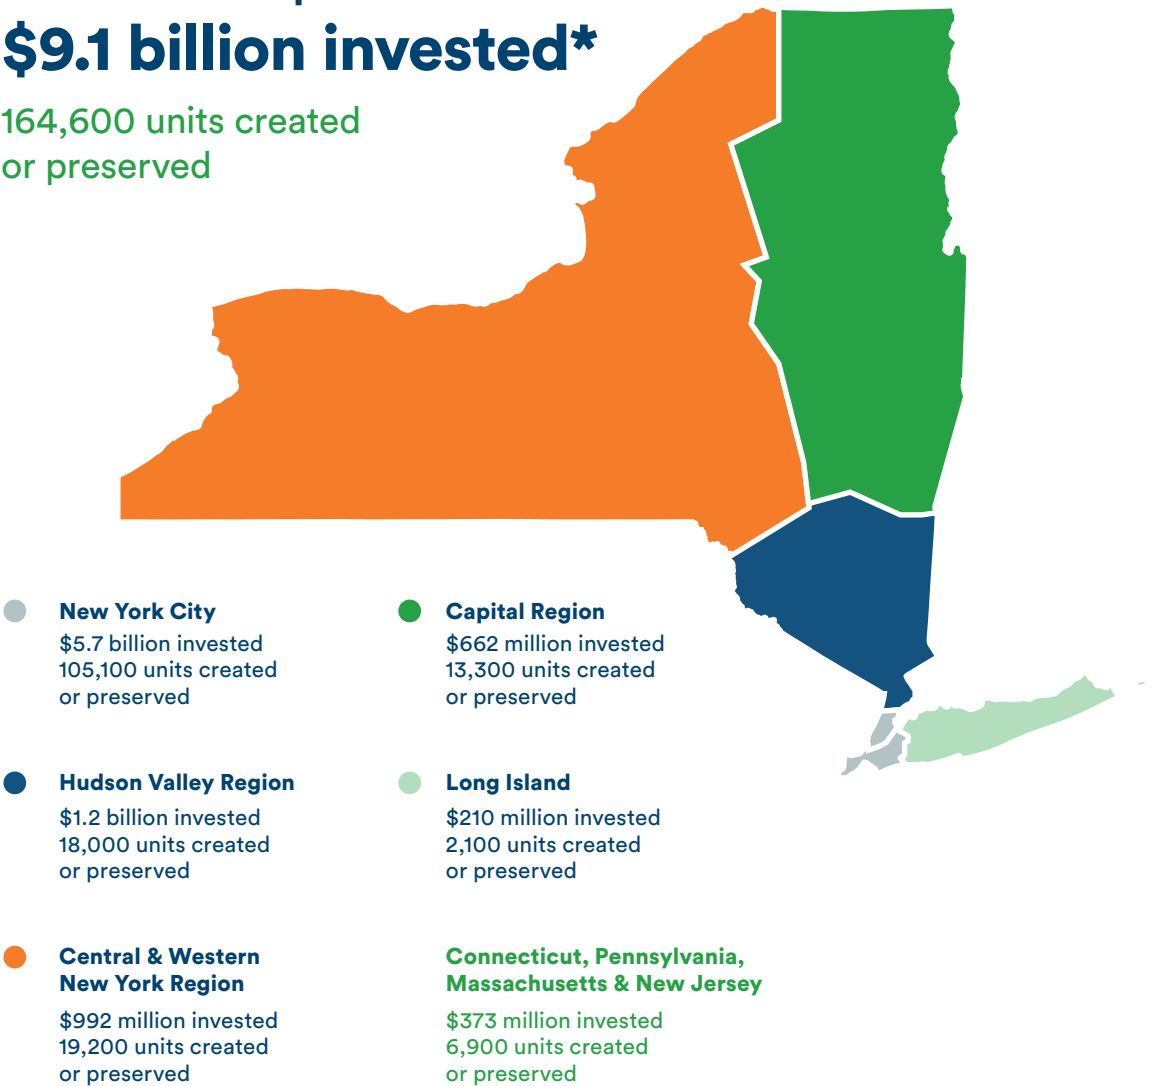 $9.1 billion invested*
164,600 units created
or preserved
New York City
$5.7 billion invested
105,100 units created
or preserved
Capital Region
$662 million invested
13,300 units created
or preserved
Hudson Valley Region
$1.2 billion invested
18,000 units created
or preserved
Long Island
$210 million invested
2,100 units created
or preserved
Central & Western
New York Region
$992 million invested
19,200 units created
or preserved
Connecticut, Pennsylvania,
Massachusetts & New Jersey
$373 million invested
6,900 units created
or preserved